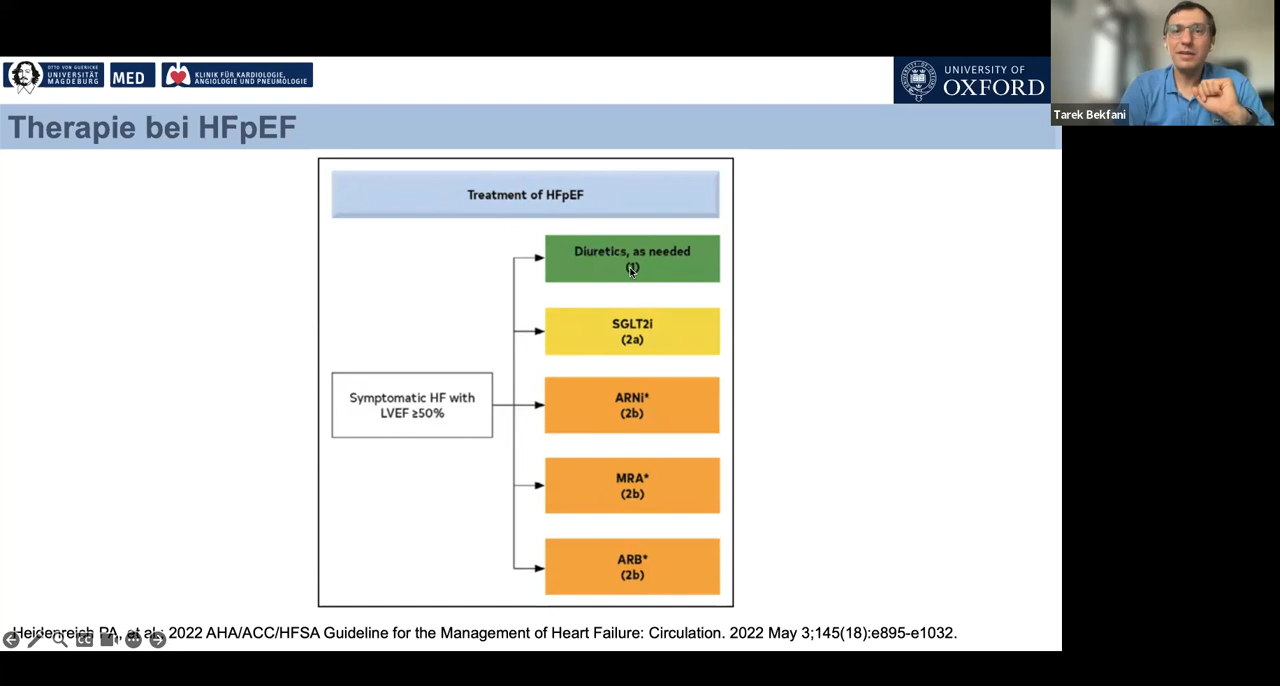 OTTO VON GUERICKE
UNIVERSITÄT
MAGDEBURG
MED
KLINIK FÜR KARDIOLOGIE,
ANGIOLOGIE UND PNEUMOLOGIE
UNIVERSITY OF
OXFORD
Tarek Bekfani
Therapie bei HFpEF
Treatment of HFpEF
Diuretics, as needed
(1)
SGLT2i
(2a)
Symptomatic HF with
LVEF ≥50%
ARNi*
(2b)
MRA*
(2b)
ARB*
(2b)
Heidenreich PA, et al.: 2022 AHA/ACC/HFSA Guideline for the Management of Heart Failure: Circulation. 2022 May 3;145(18):e895-e1032.